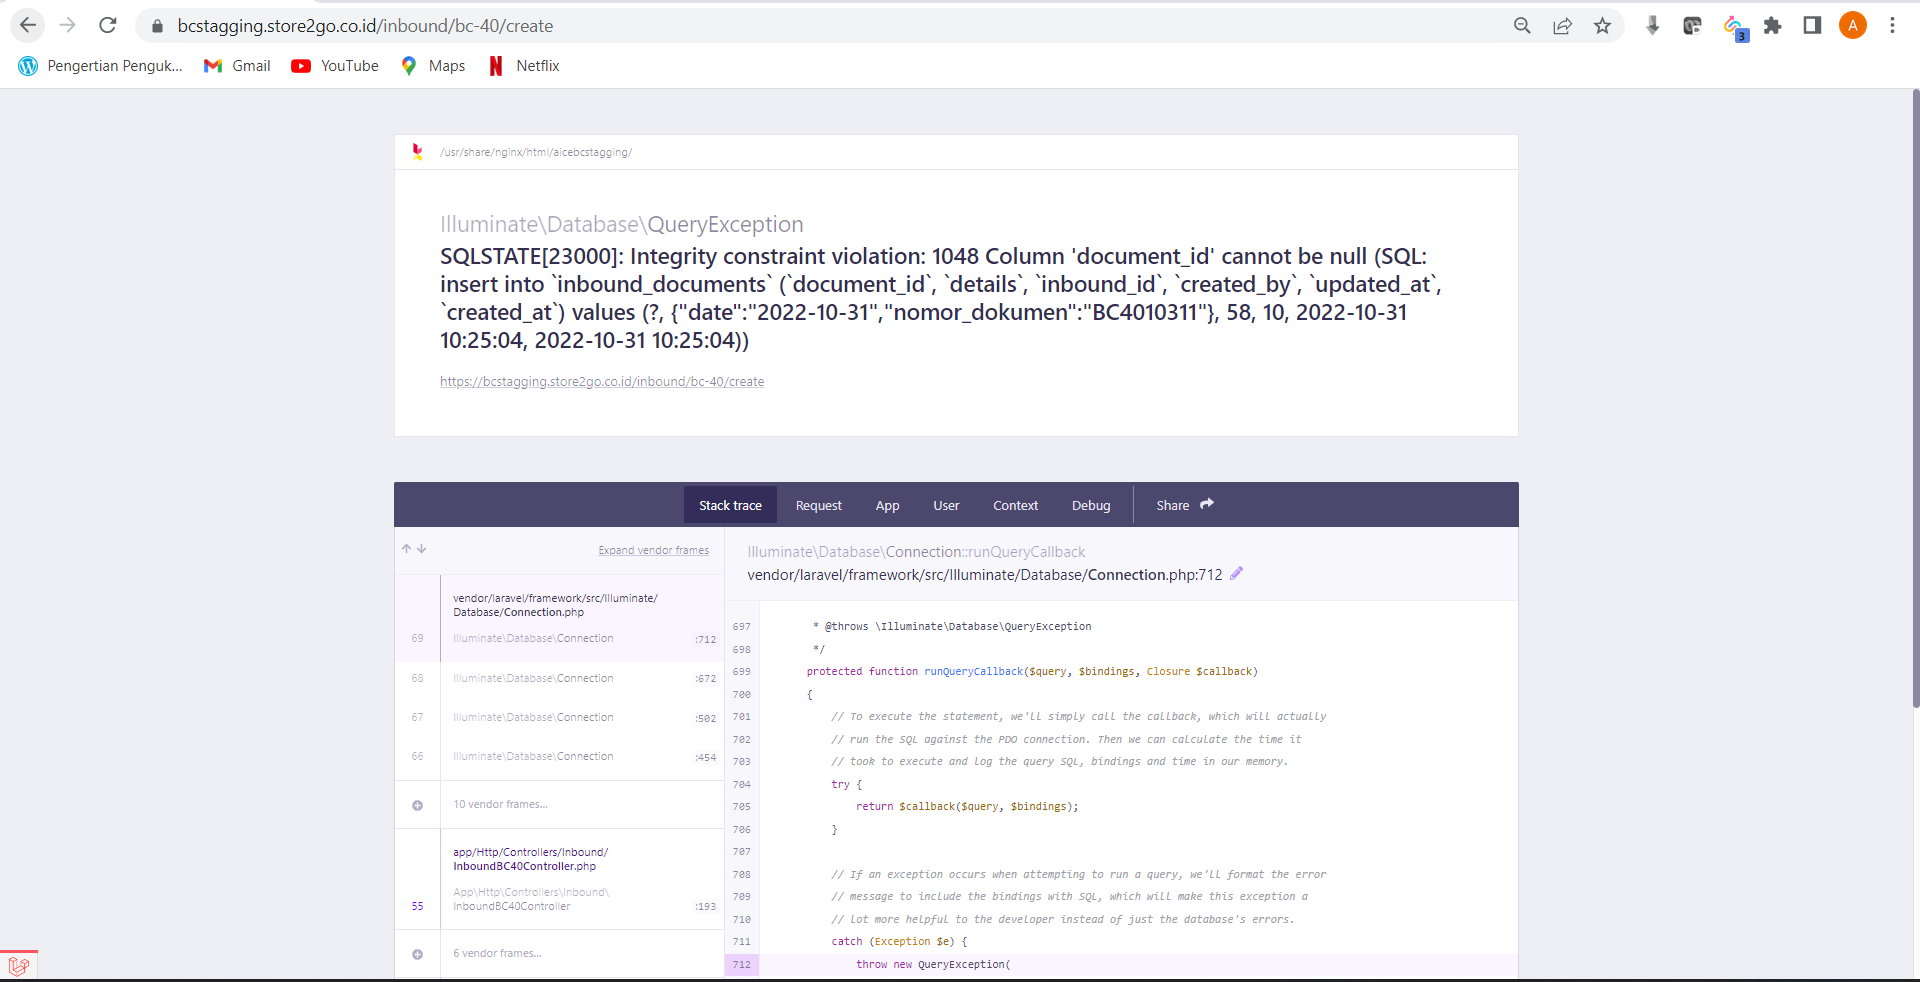 bcstagging.store2go.co.id/inbound/bc-40/create
3
A
Pengertian Penguk...
Gmail
YouTube
Maps
Netflix
/usr/share/nginx/html/aicebcstagging/
Illuminate\Database\QueryException
SQLSTATE[23000]: Integrity constraint violation: 1048 Column 'document_id' cannot be null (SQL:
insert into `inbound_documents` (`document_id`, `details`, `inbound_id`, `created_by`, `updated_at`,
`created_at`) values (?, {"date":"2022-10-31","nomor_dokumen":"BC4010311"}, 58, 10, 2022-10-31
10:25:04, 2022-10-31 10:25:04))
https://bcstagging.store2go.co.id/inbound/bc-40/create
Stack trace
Request
App
User
Context
Debug
Share
Expand vendor frames
vendor/laravel/framework/src/Illuminate/
Database/Connection.php
69 Illuminate\Database\Connection :712
68 Illuminate\Database\Connection :672
67 Illuminate\Database\Connection :502
66 Illuminate\Database\Connection :454
10 vendor frames...
app/Http/Controllers/Inbound/
InboundBC40Controller.php
App\Http\Controllers\Inbound\
55 InboundBC40Controller :193
6 vendor frames...
Illuminate\Database\Connection::runQueryCallback
vendor/laravel/framework/src/Illuminate/Database/Connection.php:712
697 * @throws \Illuminate\Database\QueryException
698 */
699 protected function runQueryCallback($query, $bindings, Closure $callback)
700 {
701 // To execute the statement, we'll simply call the callback, which will actually
702 // run the SQL against the PDO connection. Then we can calculate the time it
703 // took to execute and log the query SQL, bindings and time in our memory.
704 try {
705 return $callback($query, $bindings);
706 }
707
708 // If an exception occurs when attempting to run a query, we'll format the error
709 // message to include the bindings with SQL, which will make this exception a
710 // lot more helpful to the developer instead of just the database's errors.
711 catch (Exception $e) {
712 throw new QueryException(